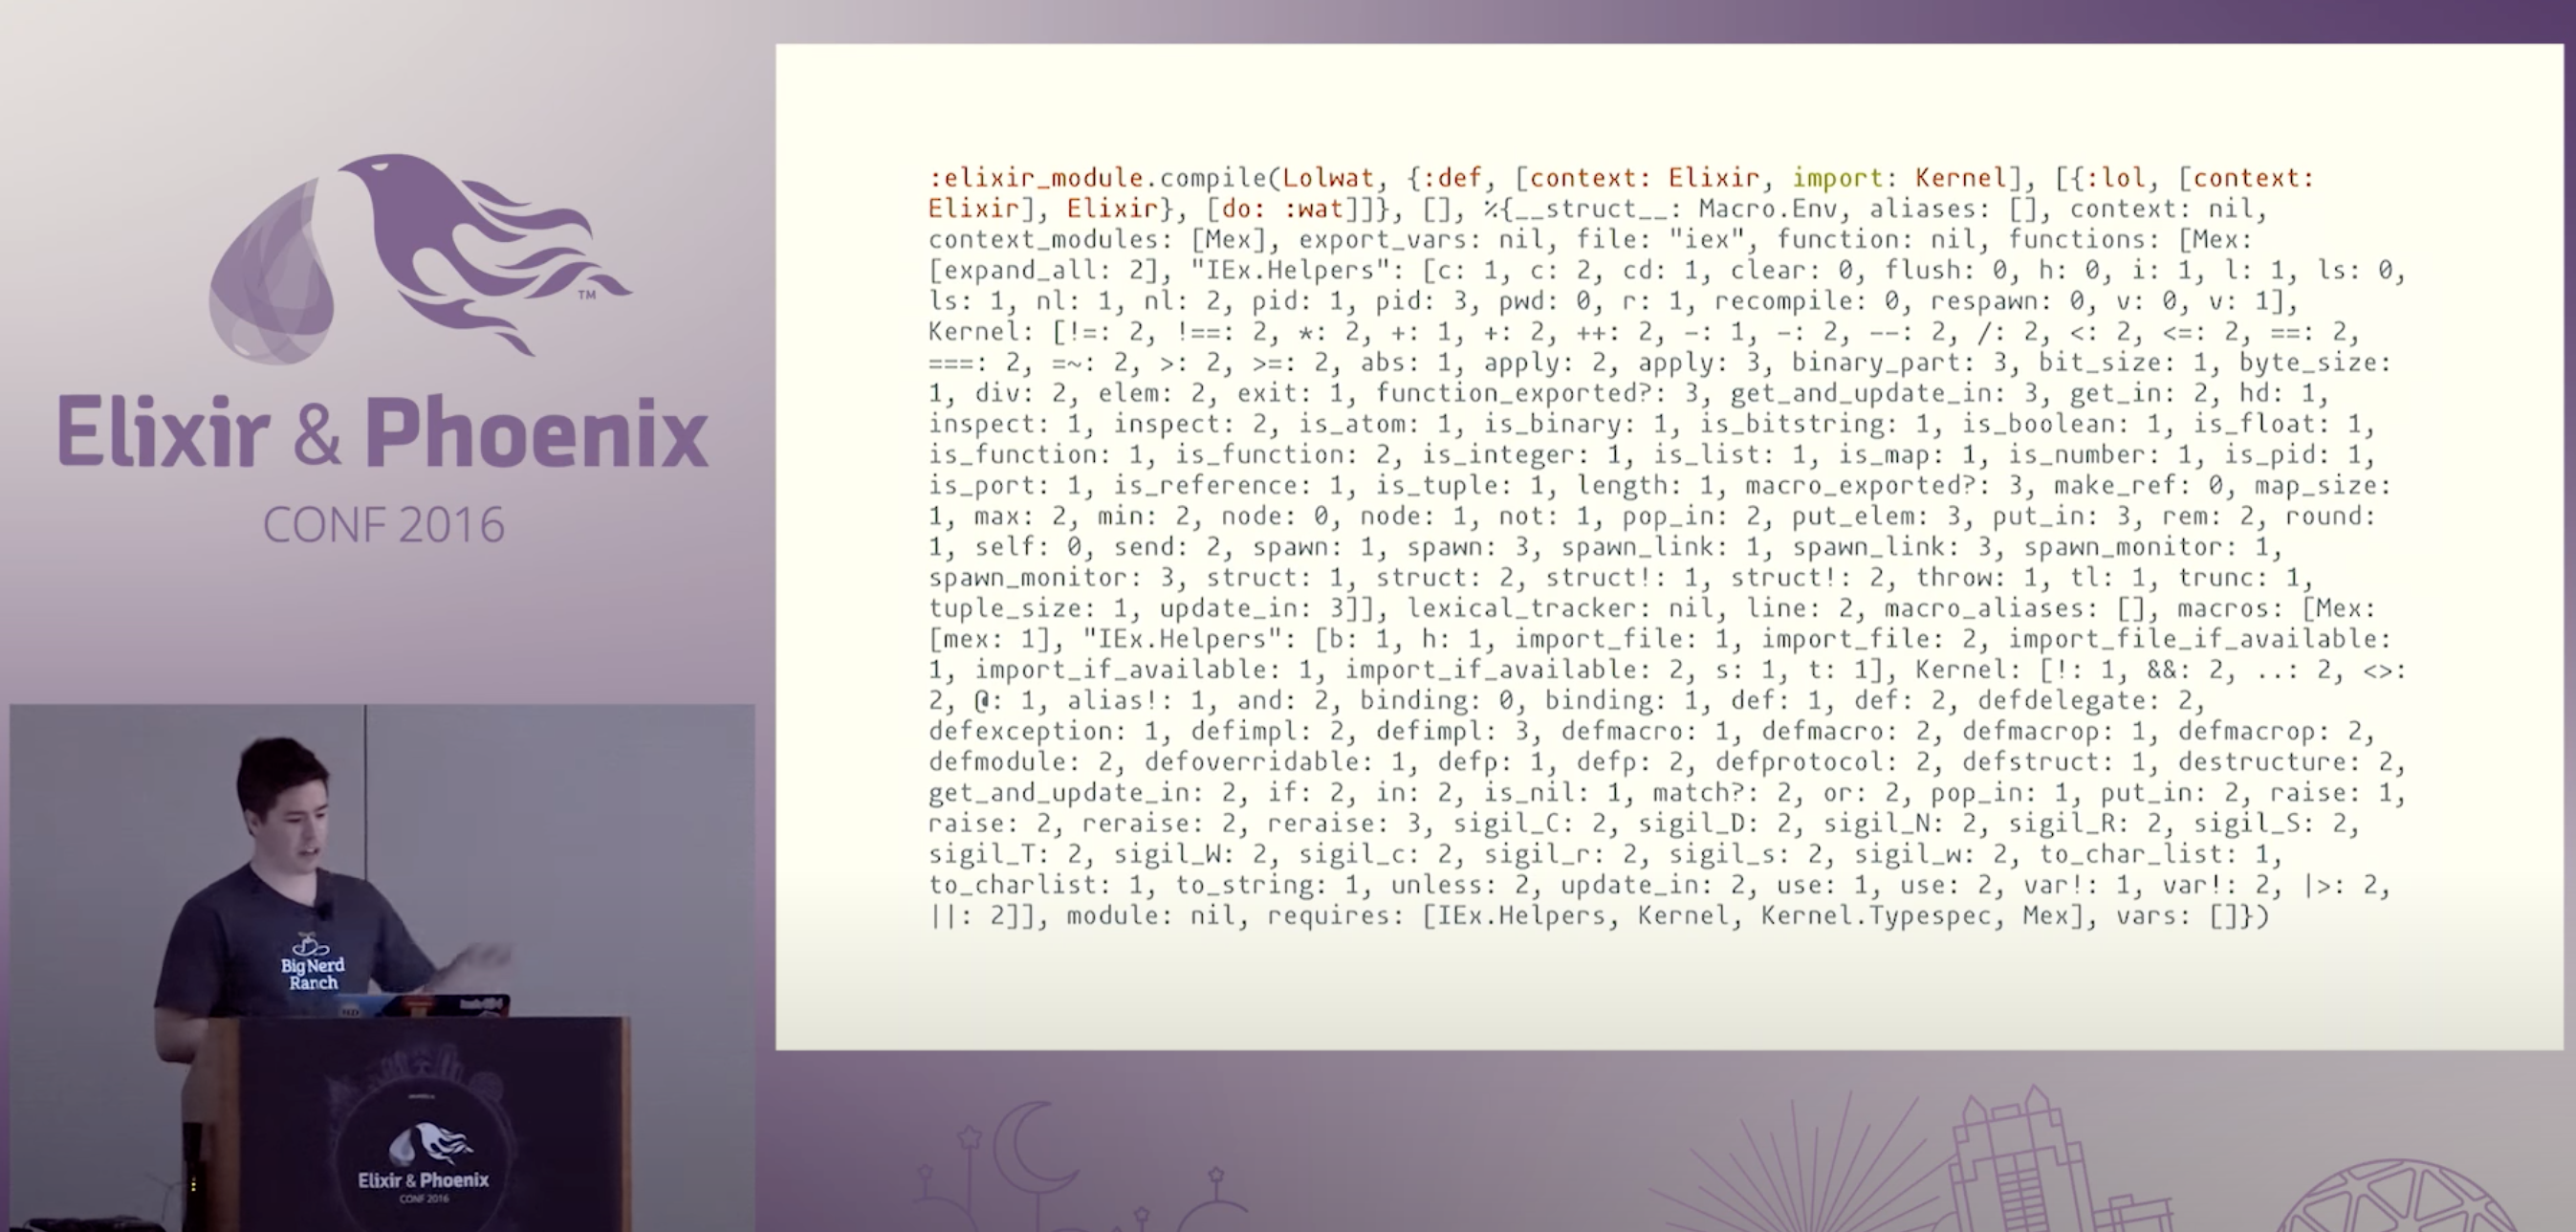 Elixir & Phoenix
CONF 2016
TM
:elixir_module.compile(Lolwat, {:def, [context: Elixir, import: Kernel], [{:lol, [context:
Elixir], Elixir}, [do: :wat]]}, [], %{__struct__: Macro.Env, aliases: [], context: nil,
context_modules: [Mex], export_vars: nil, file: "iex", function: nil, functions: [Mex:
[expand_all: 2], "IEx.Helpers": [c: 1, c: 2, cd: 1, clear: 0, flush: 0, h: 0, i: 1, l: 1, ls: 0,
ls: 1, nl: 1, nl: 2, pid: 1, pid: 3, pwd: 0, r: 1, recompile: 0, respawn: 0, v: 0, v: 1],
Kernel: [!=: 2, !==: 2, *: 2, +: 1, +: 2, ++: 2, -: 1, -: 2, --: 2, /: 2, <: 2, <=: 2, ==: 2,
===: 2, =~: 2, >: 2, >=: 2, abs: 1, apply: 2, apply: 3, binary_part: 3, bit_size: 1, byte_size:
1, div: 2, elem: 2, exit: 1, function_exported?: 3, get_and_update_in: 3, get_in: 2, hd: 1,
inspect: 1, inspect: 2, is_atom: 1, is_binary: 1, is_bitstring: 1, is_boolean: 1, is_float: 1,
is_function: 1, is_function: 2, is_integer: 1, is_list: 1, is_map: 1, is_number: 1, is_pid: 1,
is_port: 1, is_reference: 1, is_tuple: 1, length: 1, macro_exported?: 3, make_ref: 0, map_size:
1, max: 2, min: 2, node: 0, node: 1, not: 1, pop_in: 2, put_elem: 3, put_in: 3, rem: 2, round:
1, self: 0, send: 2, spawn: 1, spawn: 3, spawn_link: 1, spawn_link: 3, spawn_monitor: 1,
spawn_monitor: 3, struct: 1, struct: 2, struct!: 1, struct!: 2, throw: 1, tl: 1, trunc: 1,
tuple_size: 1, update_in: 3]], lexical_tracker: nil, line: 2, macro_aliases: [], macros: [Mex:
[mex: 1], "IEx.Helpers": [b: 1, h: 1, import_file: 1, import_file: 2, import_file_if_available:
1, import_if_available: 1, import_if_available: 2, s: 1, t: 1], Kernel: [!: 1, &&: 2, ..: 2, <>:
2, @: 1, alias!: 1, and: 2, binding: 0, binding: 1, def: 1, def: 2, defdelegate: 2,
defexception: 1, defimpl: 2, defimpl: 3, defmacro: 1, defmacro: 2, defmacrop: 1, defmacrop: 2,
defmodule: 2, defoverridable: 1, defp: 1, defp: 2, defprotocol: 2, defstruct: 1, destructure: 2,
get_and_update_in: 2, if: 2, in: 2, is_nil: 1, match?: 2, or: 2, pop_in: 1, put_in: 2, raise: 1,
raise: 2, reraise: 2, reraise: 3, sigil_C: 2, sigil_D: 2, sigil_N: 2, sigil_R: 2, sigil_S: 2,
sigil_T: 2, sigil_W: 2, sigil_c: 2, sigil_r: 2, sigil_s: 2, sigil_w: 2, to_char_list: 1,
to_charlist: 1, to_string: 1, unless: 2, update_in: 2, use: 1, use: 2, var!: 1, var!: 2, |>: 2,
||: 2]], module: nil, requires: [IEx.Helpers, Kernel, Kernel.Typespec, Mex], vars: []})
Big Nerd
Ranch
Elixir & Phoenix
CONF 2016